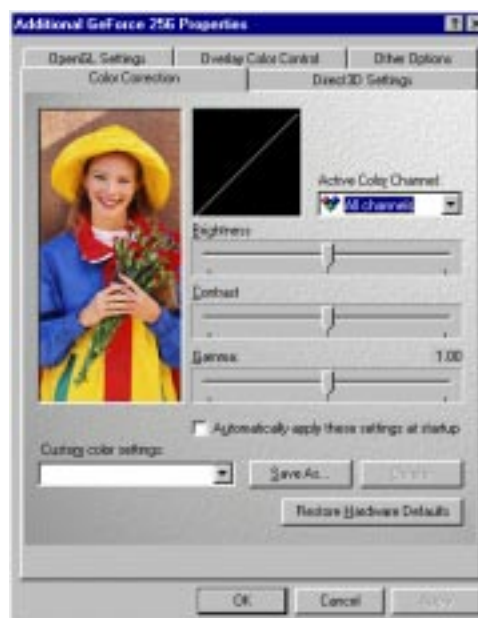 Additional GeForce 256 Properties
OpenGL Settings
Overlay Color Control
Other Options
Color Correction
Direct3D Settings
Active Color Channel:
All channels
Brightness
Contrast
Gamma: 1.00
Automatically apply these settings at startup
Custom color settings:
Save As...
Delete
Restore Hardware Defaults
OK
Cancel
Apply